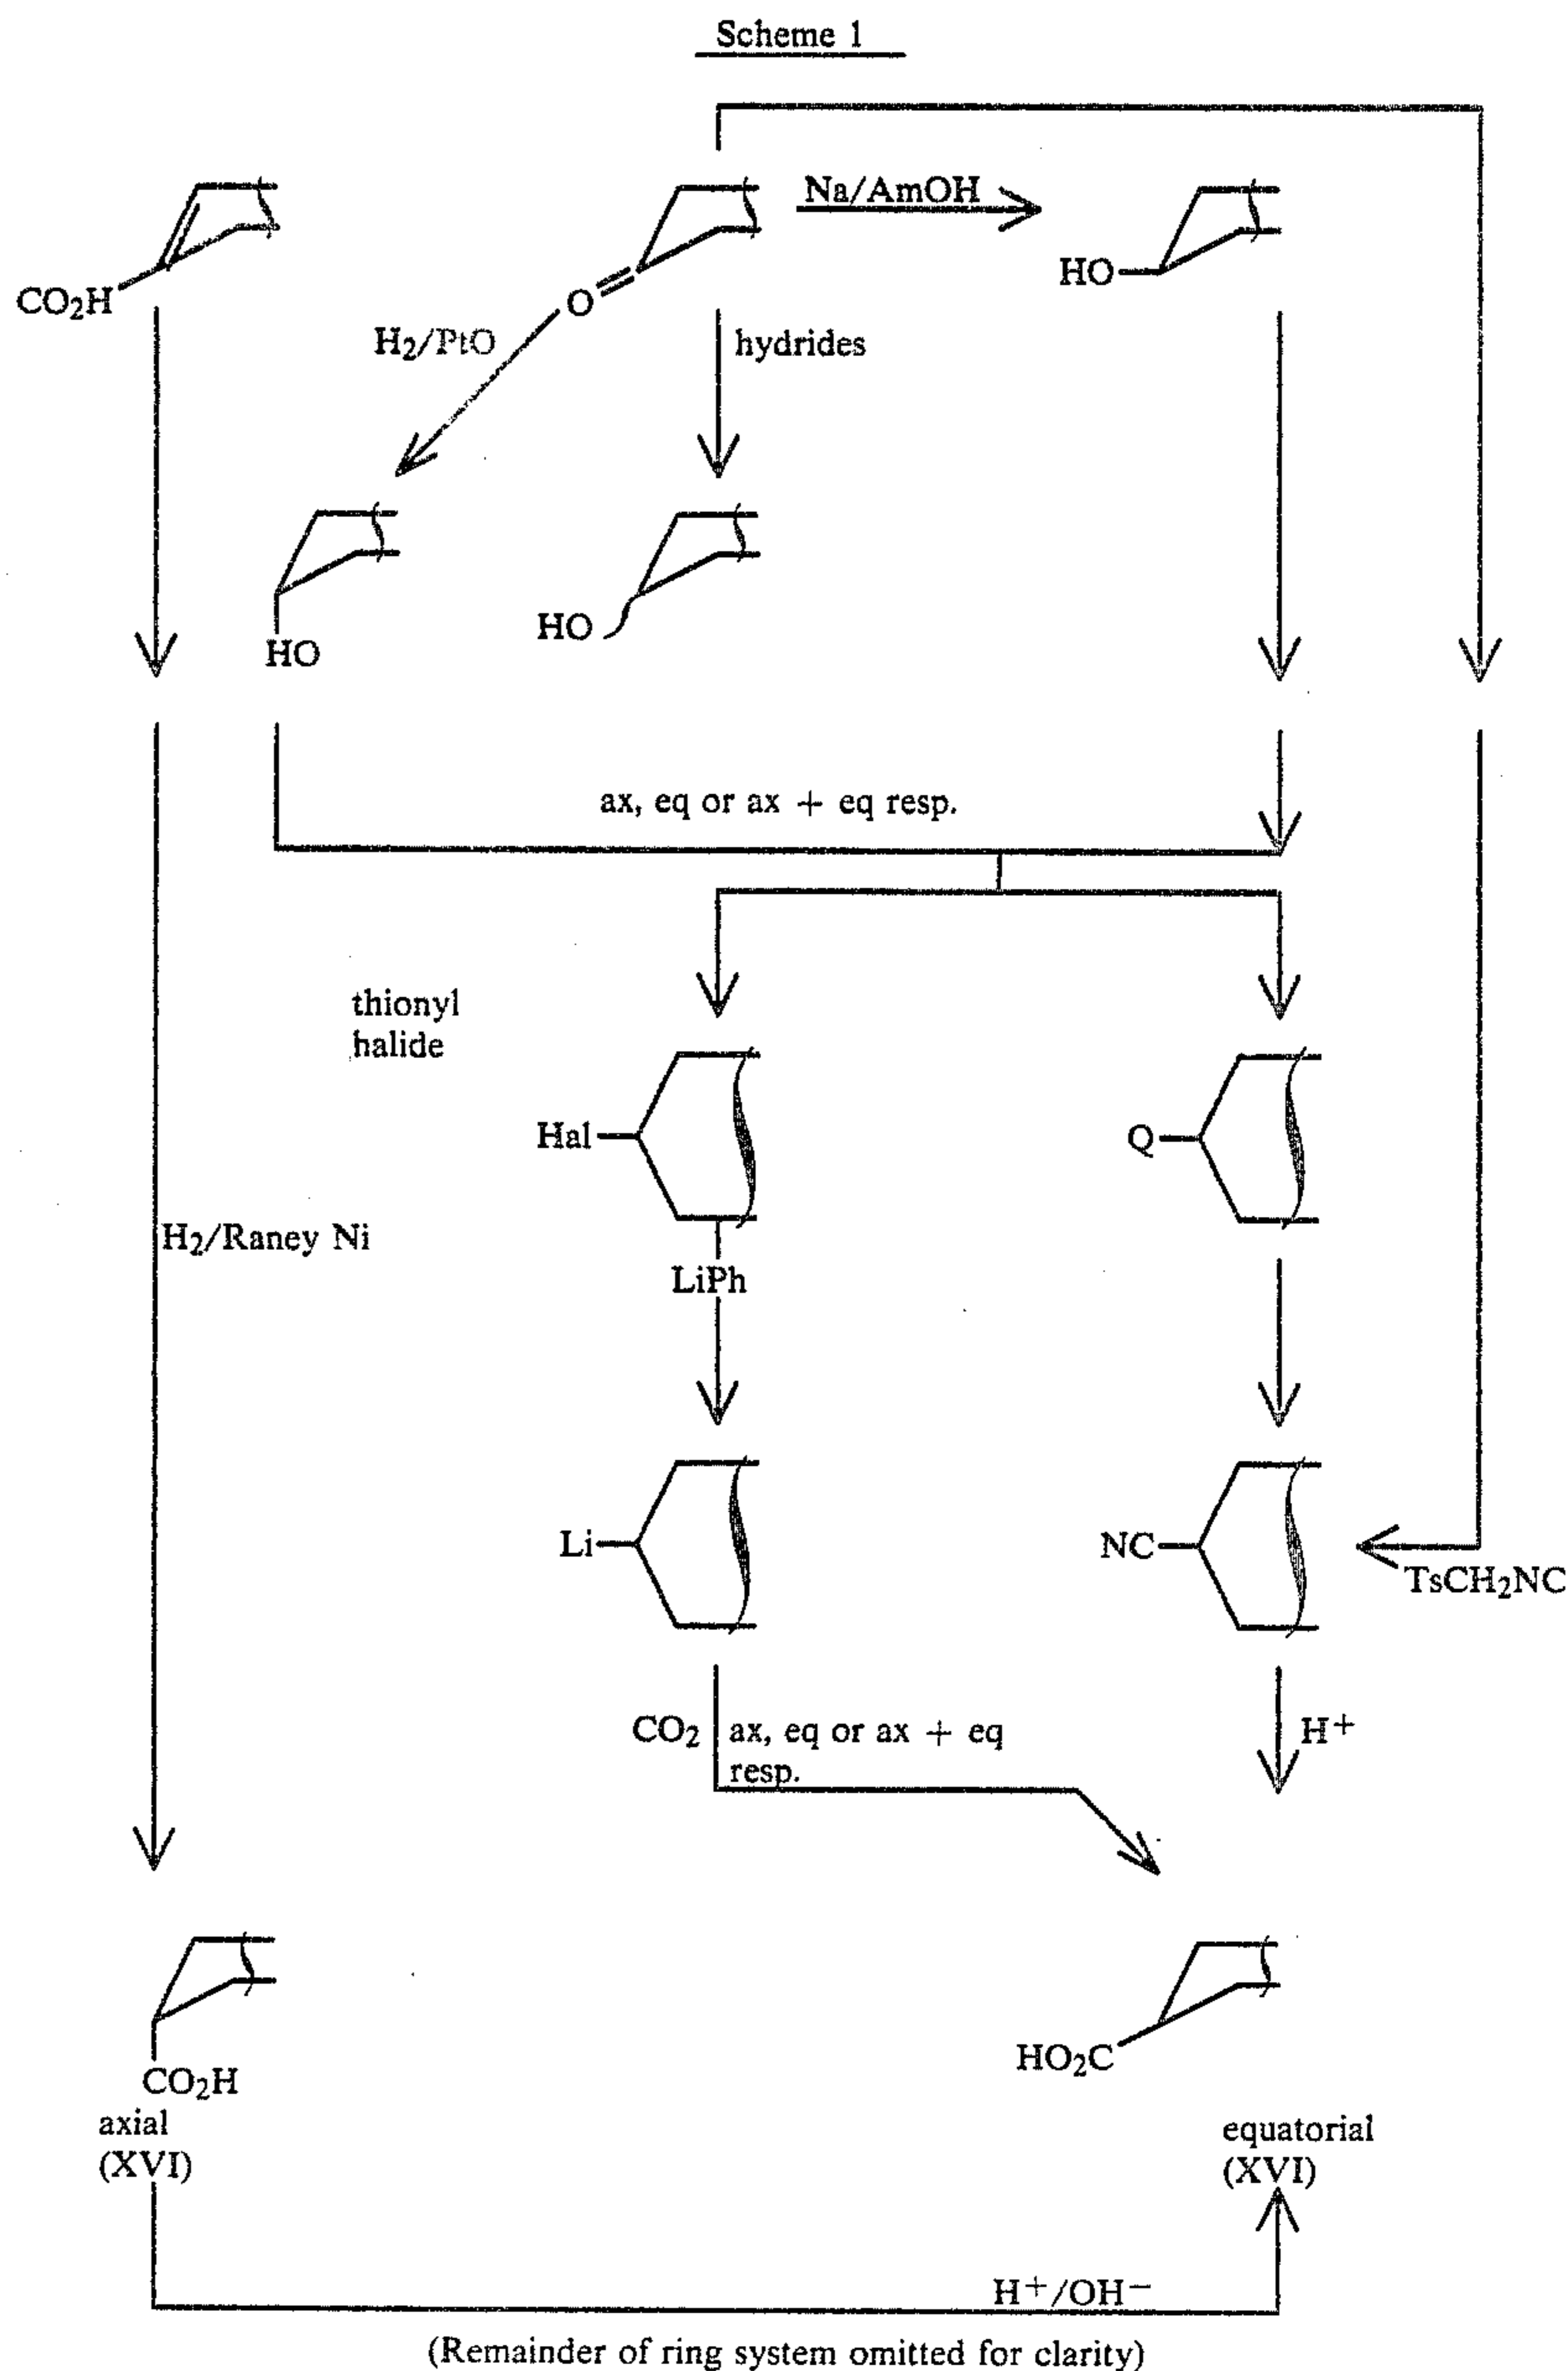 Scheme 1
Na/AmOH
HO
CO₂H
O
H₂/PtO
hydrides
HO
HO
ax, eq or ax + eq resp.
thionyl
halide
Hal
Q
H₂/Raney Ni
LiPh
Li
NC
TsCH₂NC
CO₂
ax, eq or ax + eq
resp.
H⁺
CO₂H
HO₂C
axial
(XVI)
equatorial
(XVI)
H⁺/OH⁻
(Remainder of ring system omitted for clarity)